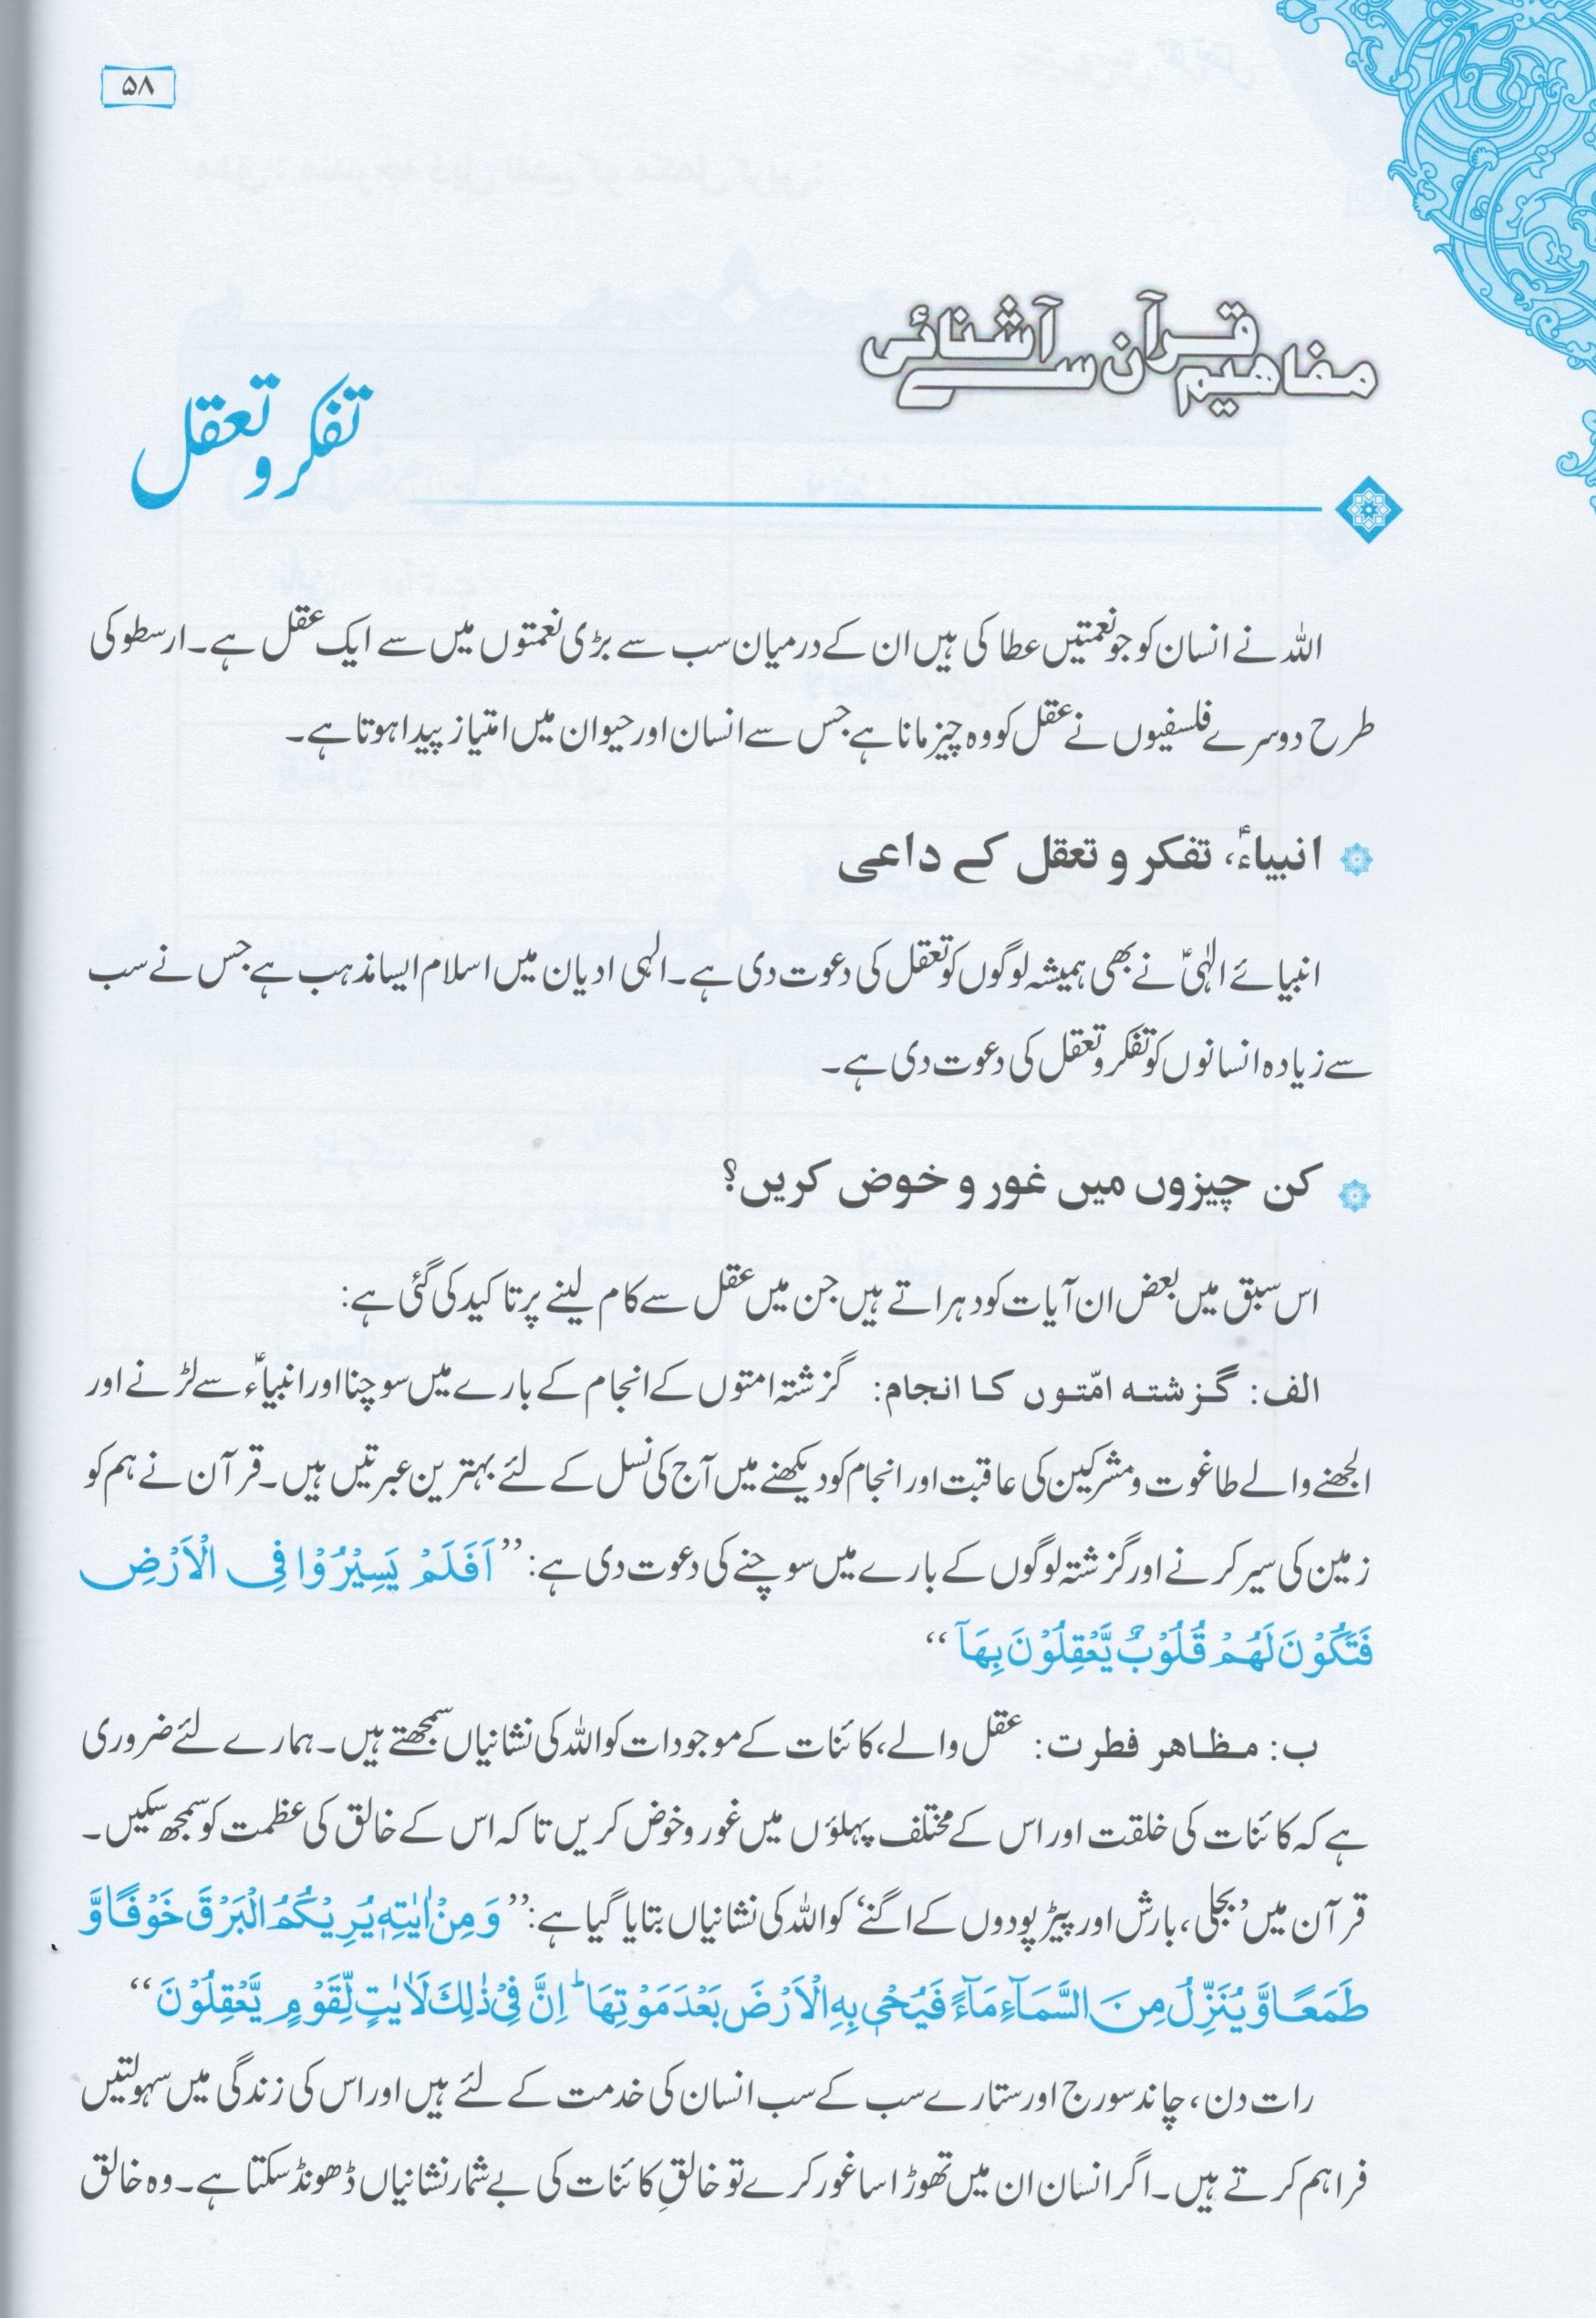 ۵۸
مفاہیم قرآن سے آشنائی
تفکر و تعقل
اللہ نے انسان کو جو نعمتیں عطا کی ہیں ان کے درمیان سب سے بڑی نعمتوں میں سے ایک عقل ہے۔ ارسطو کی
طرح دوسرے فلسفیوں نے عقل کو وہ چیز مانا ہے جس سے انسان اور حیوان میں امتیاز پیدا ہوتا ہے۔
انبیاءؑ، تفکر و تعقل کے داعی
انبیائے الٰہیؑ نے بھی ہمیشہ لوگوں کو تعقل کی دعوت دی ہے۔ الٰہی ادیان میں اسلام ایسا مذہب ہے جس نے سب
سے زیادہ انسانوں کو تفکر و تعقل کی دعوت دی ہے۔
کن چیزوں میں غور و خوض کریں؟
اس سبق میں بعض ان آیات کو دہراتے ہیں جن میں عقل سے کام لینے پر تاکید کی گئی ہے:
الف: گزشتہ امّتوں کا انجام: گزشتہ امتوں کے انجام کے بارے میں سوچنا اور انبیاءؑ سے لڑنے اور
الجھنے والے طاغوت و مشرکین کی عاقبت اور انجام کو دیکھنے میں آج کی نسل کے لئے بہترین عبرتیں ہیں۔ قرآن نے ہم کو
زمین کی سیر کرنے اور گزشتہ لوگوں کے بارے میں سوچنے کی دعوت دی ہے: ’’اَفَلَمْ يَسِيْرُوْا فِى الْاَرْضِ
فَتَكُوْنَ لَهُمْ قُلُوْبٌ يَّعْقِلُوْنَ بِهَآ‘‘
ب: مظاہر فطرت: عقل والے، کائنات کے موجودات کو اللہ کی نشانیاں سمجھتے ہیں۔ ہمارے لئے ضروری
ہے کہ کائنات کی خلقت اور اس کے مختلف پہلوؤں میں غور و خوض کریں تاکہ اس کے خالق کی عظمت کو سمجھ سکیں۔
قرآن میں ’بجلی، بارش اور پیڑ پودوں کے اگنے‘ کو اللہ کی نشانیاں بتایا گیا ہے: ’’وَمِنْ اٰيٰتِهٖ يُرِيْكُمُ الْبَرْقَ خَوْفًا وَّ
طَمَعًا وَّ يُنَزِّلُ مِنَ السَّمَآءِ مَآءً فَيُحْىٖ بِهِ الْاَرْضَ بَعْدَ مَوْتِهَا ؕ اِنَّ فِىْ ذٰلِكَ لَاٰيٰتٍ لِّقَوْمٍ يَّعْقِلُوْنَ‘‘
رات دن، چاند سورج اور ستارے سب کے سب انسان کی خدمت کے لئے ہیں اور اس کی زندگی میں سہولتیں
فراہم کرتے ہیں۔ اگر انسان ان میں تھوڑا سا غور کرے تو خالقِ کائنات کی بے شمار نشانیاں ڈھونڈ سکتا ہے۔ وہ خالق